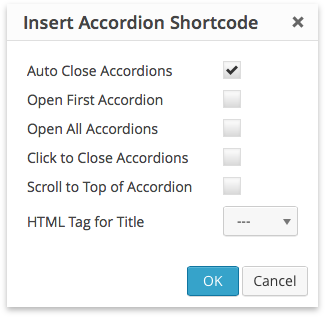 Insert Accordion Shortcode ×
Auto Close Accordions
Open First Accordion
Open All Accordions
Click to Close Accordions
Scroll to Top of Accordion
HTML Tag for Title ---
OK Cancel